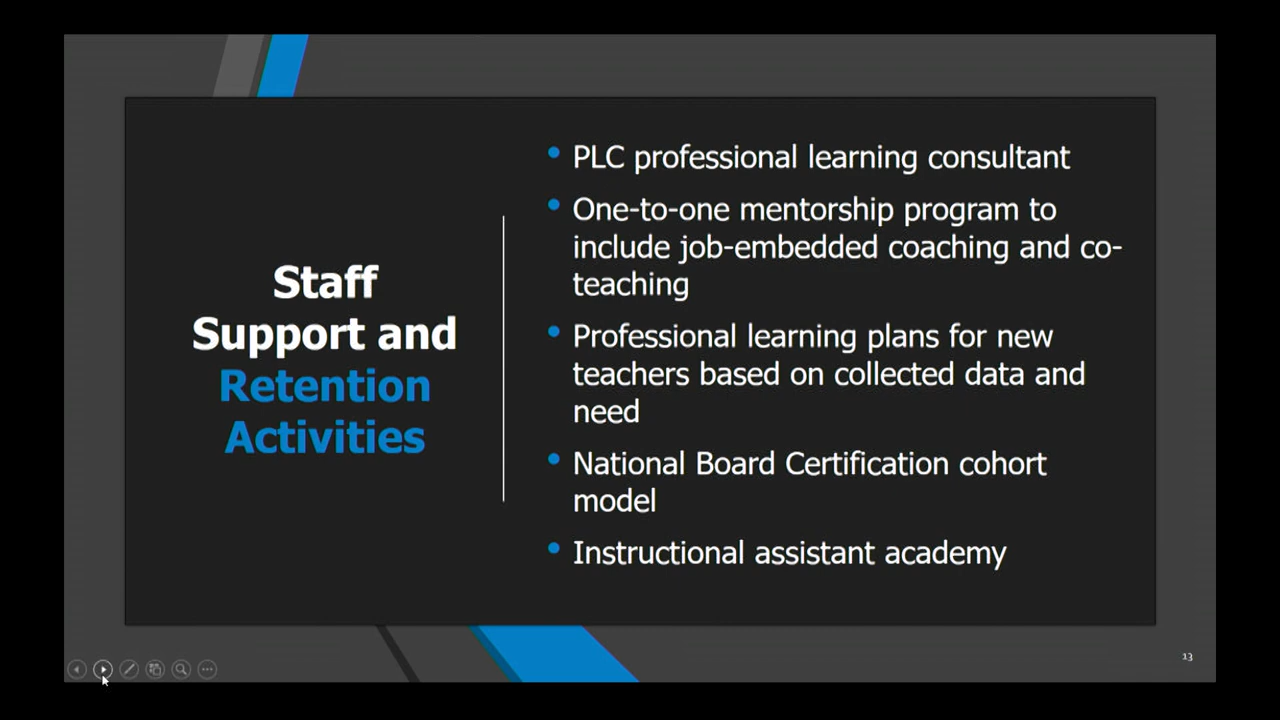 Staff
Support and
Retention
Activities
PLC professional learning consultant
One-to-one mentorship program to
include job-embedded coaching and co-
teaching
Professional learning plans for new
teachers based on collected data and
need
National Board Certification cohort
model
Instructional assistant academy
13